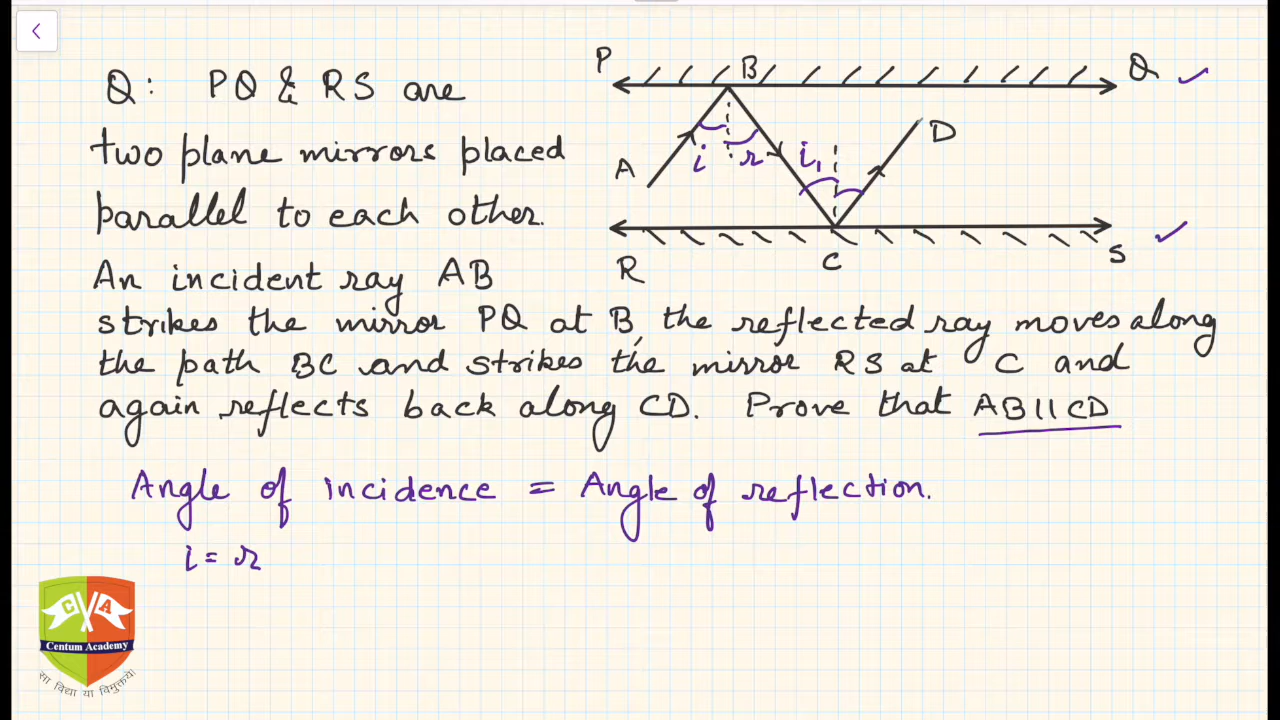 Q: PQ & RS are
two plane mirrors placed
parallel to each other.
An incident ray AB
strikes the mirror PQ at B, the reflected ray moves along
the path BC and strikes the mirror RS at C and
again reflects back along CD. Prove that AB||CD
P B Q
A i r i₁ D
R C S
Angle of incidence = Angle of reflection.
i = r
C A
Centum Academy
सा विद्या या विमुक्तये।